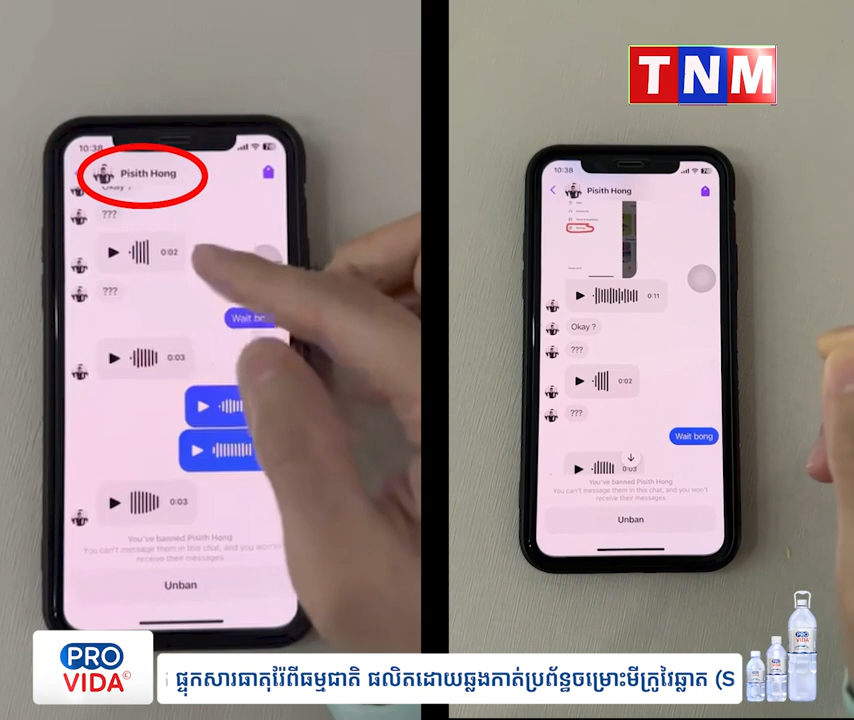 TNM
10:38
Pisith Hong
Okay ?
???
0:02
???
Wait bo
0:03
0:03
You've banned Pisith Hong
You can't message them in this chat, and you won't
receive their messages
Unban
10:38
Pisith Hong
0:11
Okay ?
???
0:02
???
Wait bong
0:03
You've banned Pisith Hong
You can't message them in this chat, and you won't
receive their messages
Unban
PRO
VIDA©
ផ្ទុកសារធាតុរ៉ែពីធម្មជាតិ ផលិតដោយឆ្លងកាត់ប្រព័ន្ធចម្រោះមីក្រូវៃឆ្លាត (S